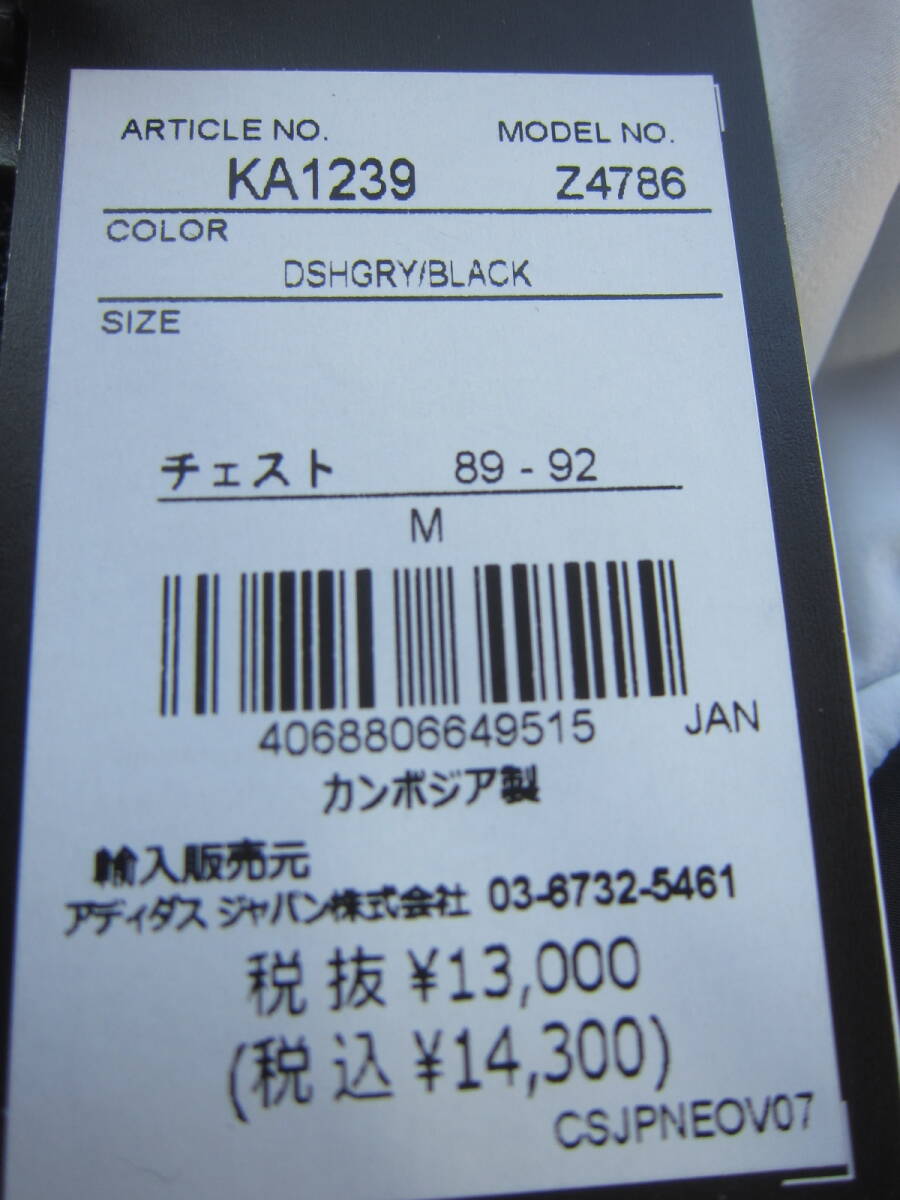 ARTICLE NO. MODEL NO.
KA1239 Z4786
COLOR
DSHGRY/BLACK
SIZE
チェスト 89 - 92
M
4068806649515 JAN
カンボジア製
輸入販売元
アディダス ジャパン株式会社 03-6732-5461
税抜 ¥13,000
(税込 ¥14,300)
CSJPNEOV07